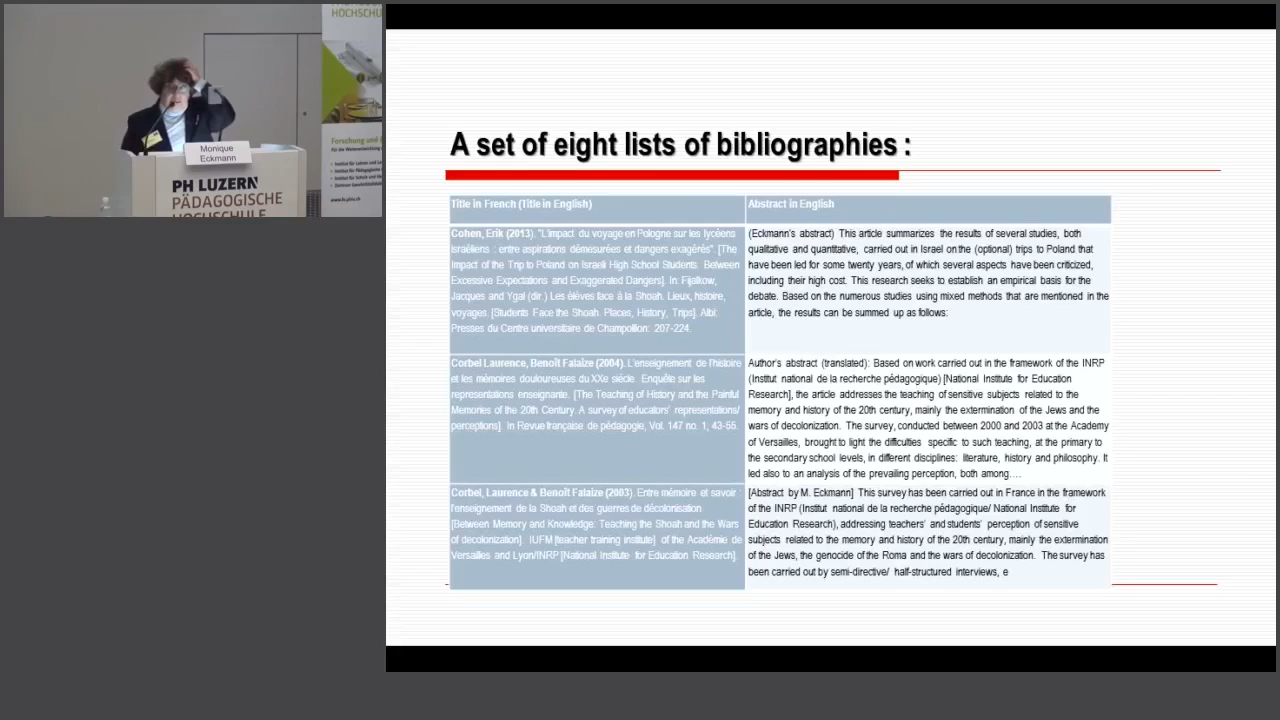 HOCHSCHU
Forschung und
Für die Weiterentwicklung
www.fe.phlu.ch
Monique
Eckmann
PH LUZERN
PÄDAGOGISCHE
HOCHSCHULE
A set of eight lists of bibliographies :
Title in French (Title in English)
Abstract in English
Cohen, Erik (2013). "L'impact du voyage en Pologne sur les lycéens
israéliens : entre aspirations démesurées et dangers exagérés". [The
Impact of the Trip to Poland on Israeli High School Students: Between
Excessive Expectations and Exaggerated Dangers]. In: Fijalkow,
Jacques and Ygal (dir.) Les élèves face à la Shoah. Lieux, histoire,
voyages. [Students Face the Shoah. Places, History, Trips]. Albi:
Presses du Centre universitaire de Champollion: 207-224.
(Eckmann's abstract) This article summarizes the results of several studies, both
qualitative and quantitative, carried out in Israel on the (optional) trips to Poland that
have been led for some twenty years, of which several aspects have been criticized,
including their high cost. This research seeks to establish an empirical basis for the
debate. Based on the numerous studies using mixed methods that are mentioned in the
article, the results can be summed up as follows:
Corbel Laurence, Benoît Falaize (2004). L'enseignement de l'histoire
et les mémoires douloureuses du XXe siècle. Enquête sur les
representations enseignante. [The Teaching of History and the Painful
Memories of the 20th Century. A survey of educators' representations/
perceptions]. In Revue française de pédagogie, Vol. 147 no. 1, 43-55.
Author's abstract (translated): Based on work carried out in the framework of the INRP
(Institut national de la recherche pédagogique) [National Institute for Education
Research], the article addresses the teaching of sensitive subjects related to the
memory and history of the 20th century, mainly the extermination of the Jews and the
wars of decolonization. The survey, conducted between 2000 and 2003 at the Academy
of Versailles, brought to light the difficulties specific to such teaching, at the primary to
the secondary school levels, in different disciplines: literature, history and philosophy. It
led also to an analysis of the prevailing perception, both among….
Corbel, Laurence & Benoît Falaize (2003). Entre mémoire et savoir :
l'enseignement de la Shoah et des guerres de décolonisation
[Between Memory and Knowledge: Teaching the Shoah and the Wars
of decolonization]. IUFM [teacher training institute] of the Académie de
Versailles and Lyon/INRP [National Institute for Education Research].
[Abstract by M. Eckmann] This survey has been carried out in France in the framework
of the INRP (Institut national de la recherche pédagogique/ National Institute for
Education Research), addressing teachers' and students' perception of sensitive
subjects related to the memory and history of the 20th century, mainly the extermination
of the Jews, the genocide of the Roma and the wars of decolonization. The survey has
been carried out by semi-directive/ half-structured interviews, e